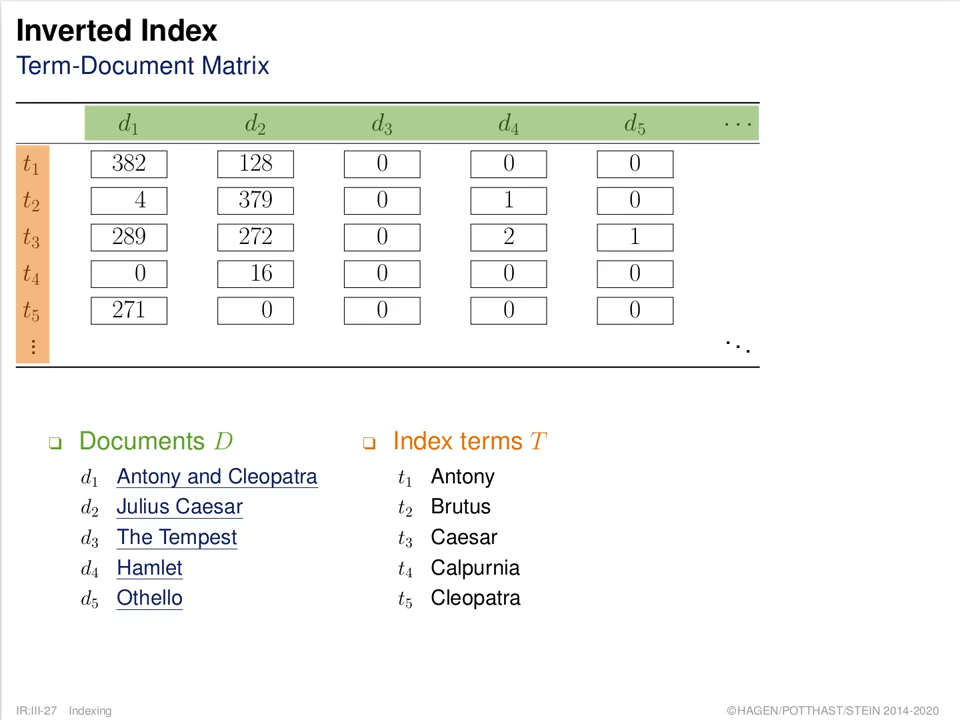 Inverted Index
Term-Document Matrix
d1 d2 d3 d4 d5 ⋯
t1 382 128 0 0 0
t2 4 379 0 1 0
t3 289 272 0 2 1
t4 0 16 0 0 0
t5 271 0 0 0 0
⋮ ⋱
❑ Documents D
d1 Antony and Cleopatra
d2 Julius Caesar
d3 The Tempest
d4 Hamlet
d5 Othello
❑ Index terms T
t1 Antony
t2 Brutus
t3 Caesar
t4 Calpurnia
t5 Cleopatra
IR:III-27 Indexing
©HAGEN/POTTHAST/STEIN 2014-2020